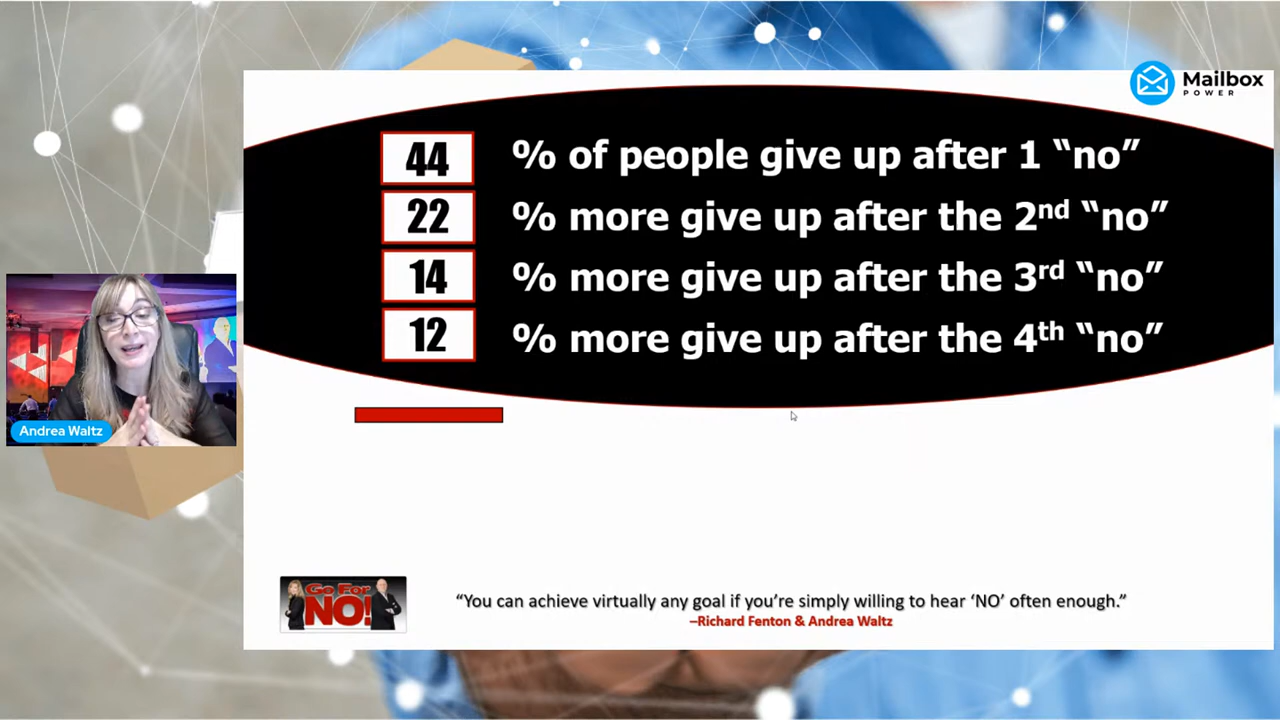 Mailbox
POWER
44 % of people give up after 1 “no”
22 % more give up after the 2nd “no”
14 % more give up after the 3rd “no”
12 % more give up after the 4th “no”
Andrea Waltz
Go For
NO!
“You can achieve virtually any goal if you’re simply willing to hear ‘NO’ often enough.”
–Richard Fenton & Andrea Waltz